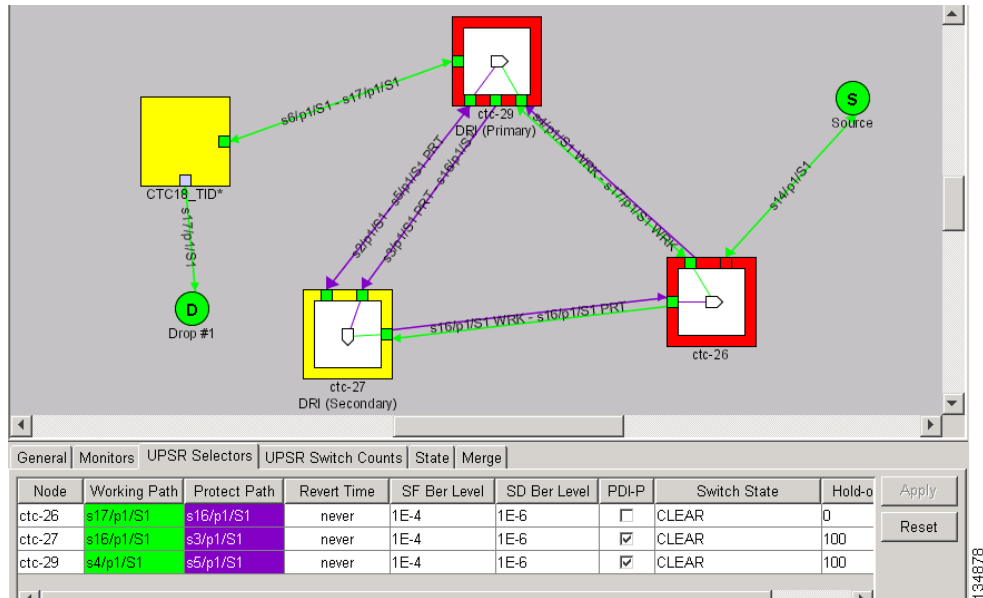 s6/p1/S1 - s17/p1/S1
ctc-29
DRI (Primary)
S
Source
CTC18_TID*
s17/p1/S1
s2/p1/S1 - s5/p1/S1 PRT
s3/p1/S1 PRT - s16/p1/S1
s4/p1/S1 WRK - s17/p1/S1 WRK
s14/p1/S1
D
Drop #1
s16/p1/S1 WRK - s16/p1/S1 PRT
ctc-27
DRI (Secondary)
ctc-26
General Monitors UPSR Selectors UPSR Switch Counts State Merge
Node Working Path Protect Path Revert Time SF Ber Level SD Ber Level PDI-P Switch State Hold-o
ctc-26 s17/p1/S1 s16/p1/S1 never 1E-4 1E-6 CLEAR 0
ctc-27 s16/p1/S1 s3/p1/S1 never 1E-4 1E-6 CLEAR 100
ctc-29 s4/p1/S1 s5/p1/S1 never 1E-4 1E-6 CLEAR 100
Apply
Reset
134878